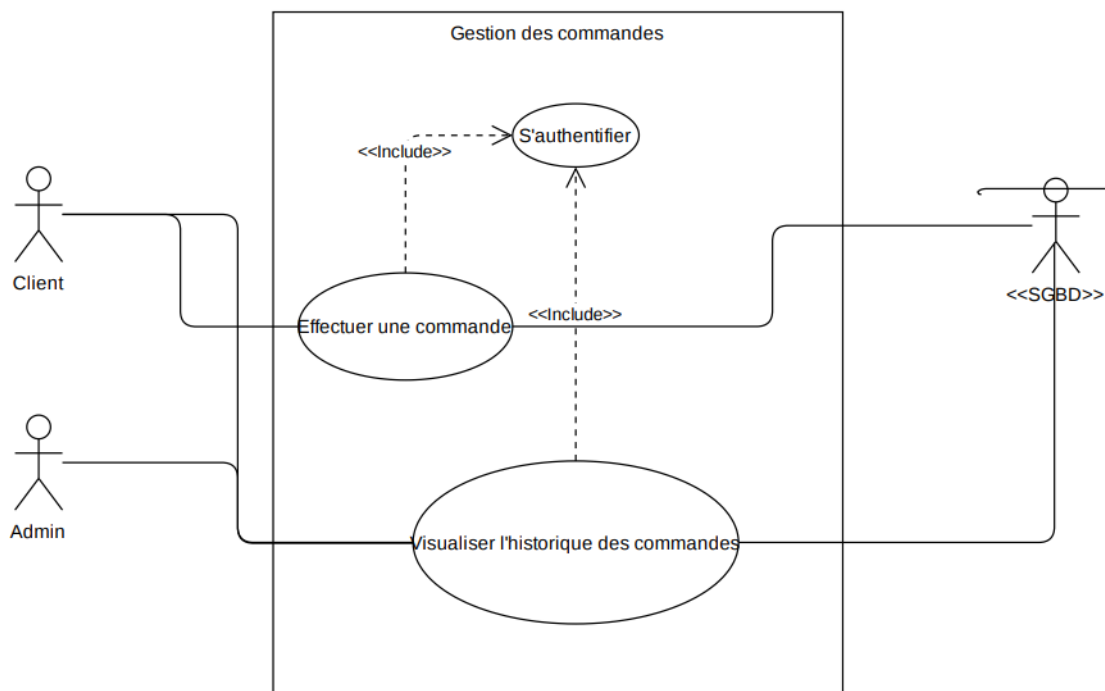 Gestion des commandes
S'authentifier
<<Include>>
Client
<<SGBD>>
<<Include>>
Effectuer une commande
Admin
Visualiser l'historique des commandes